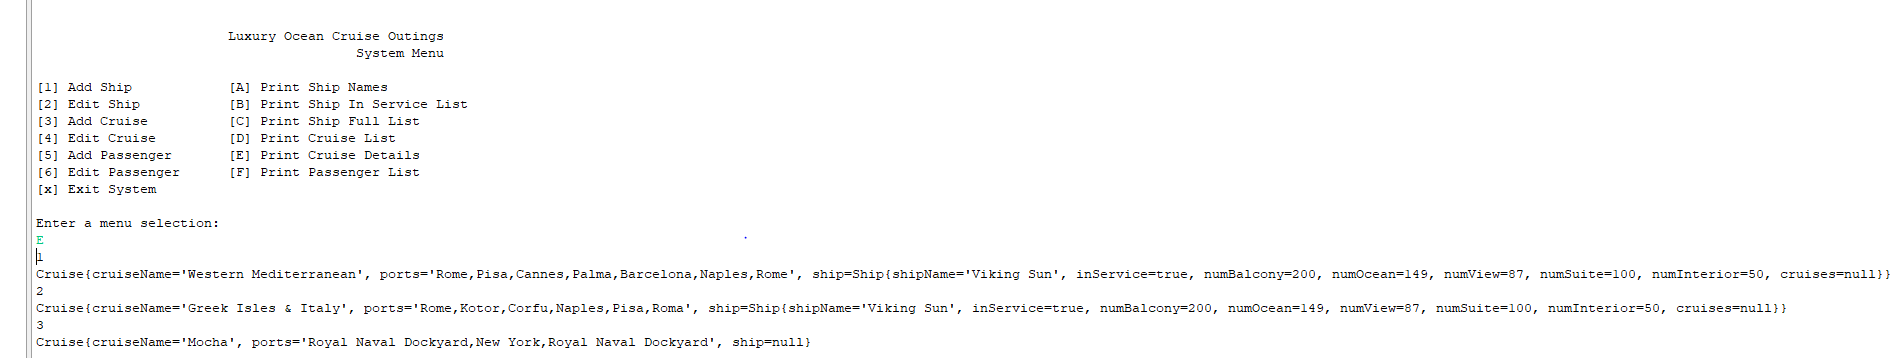 Luxury Ocean Cruise Outings
System Menu
[1] Add Ship [A] Print Ship Names
[2] Edit Ship [B] Print Ship In Service List
[3] Add Cruise [C] Print Ship Full List
[4] Edit Cruise [D] Print Cruise List
[5] Add Passenger [E] Print Cruise Details
[6] Edit Passenger [F] Print Passenger List
[x] Exit System
Enter a menu selection:
E
1
Cruise{cruiseName='Western Mediterranean', ports='Rome,Pisa,Cannes,Palma,Barcelona,Naples,Rome', ship=Ship{shipName='Viking Sun', inService=true, numBalcony=200, numOcean=149, numView=87, numSuite=100, numInterior=50, cruises=null}}
2
Cruise{cruiseName='Greek Isles & Italy', ports='Rome,Kotor,Corfu,Naples,Pisa,Roma', ship=Ship{shipName='Viking Sun', inService=true, numBalcony=200, numOcean=149, numView=87, numSuite=100, numInterior=50, cruises=null}}
3
Cruise{cruiseName='Mocha', ports='Royal Naval Dockyard,New York,Royal Naval Dockyard', ship=null}